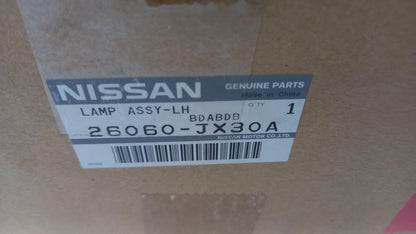 NISSAN
GENUINE PARTS
Made in China
LAMP ASSY-LH
Q'TY
1
BDABDB
26060-JX30A
NISSAN MOTOR CO.,LTD.